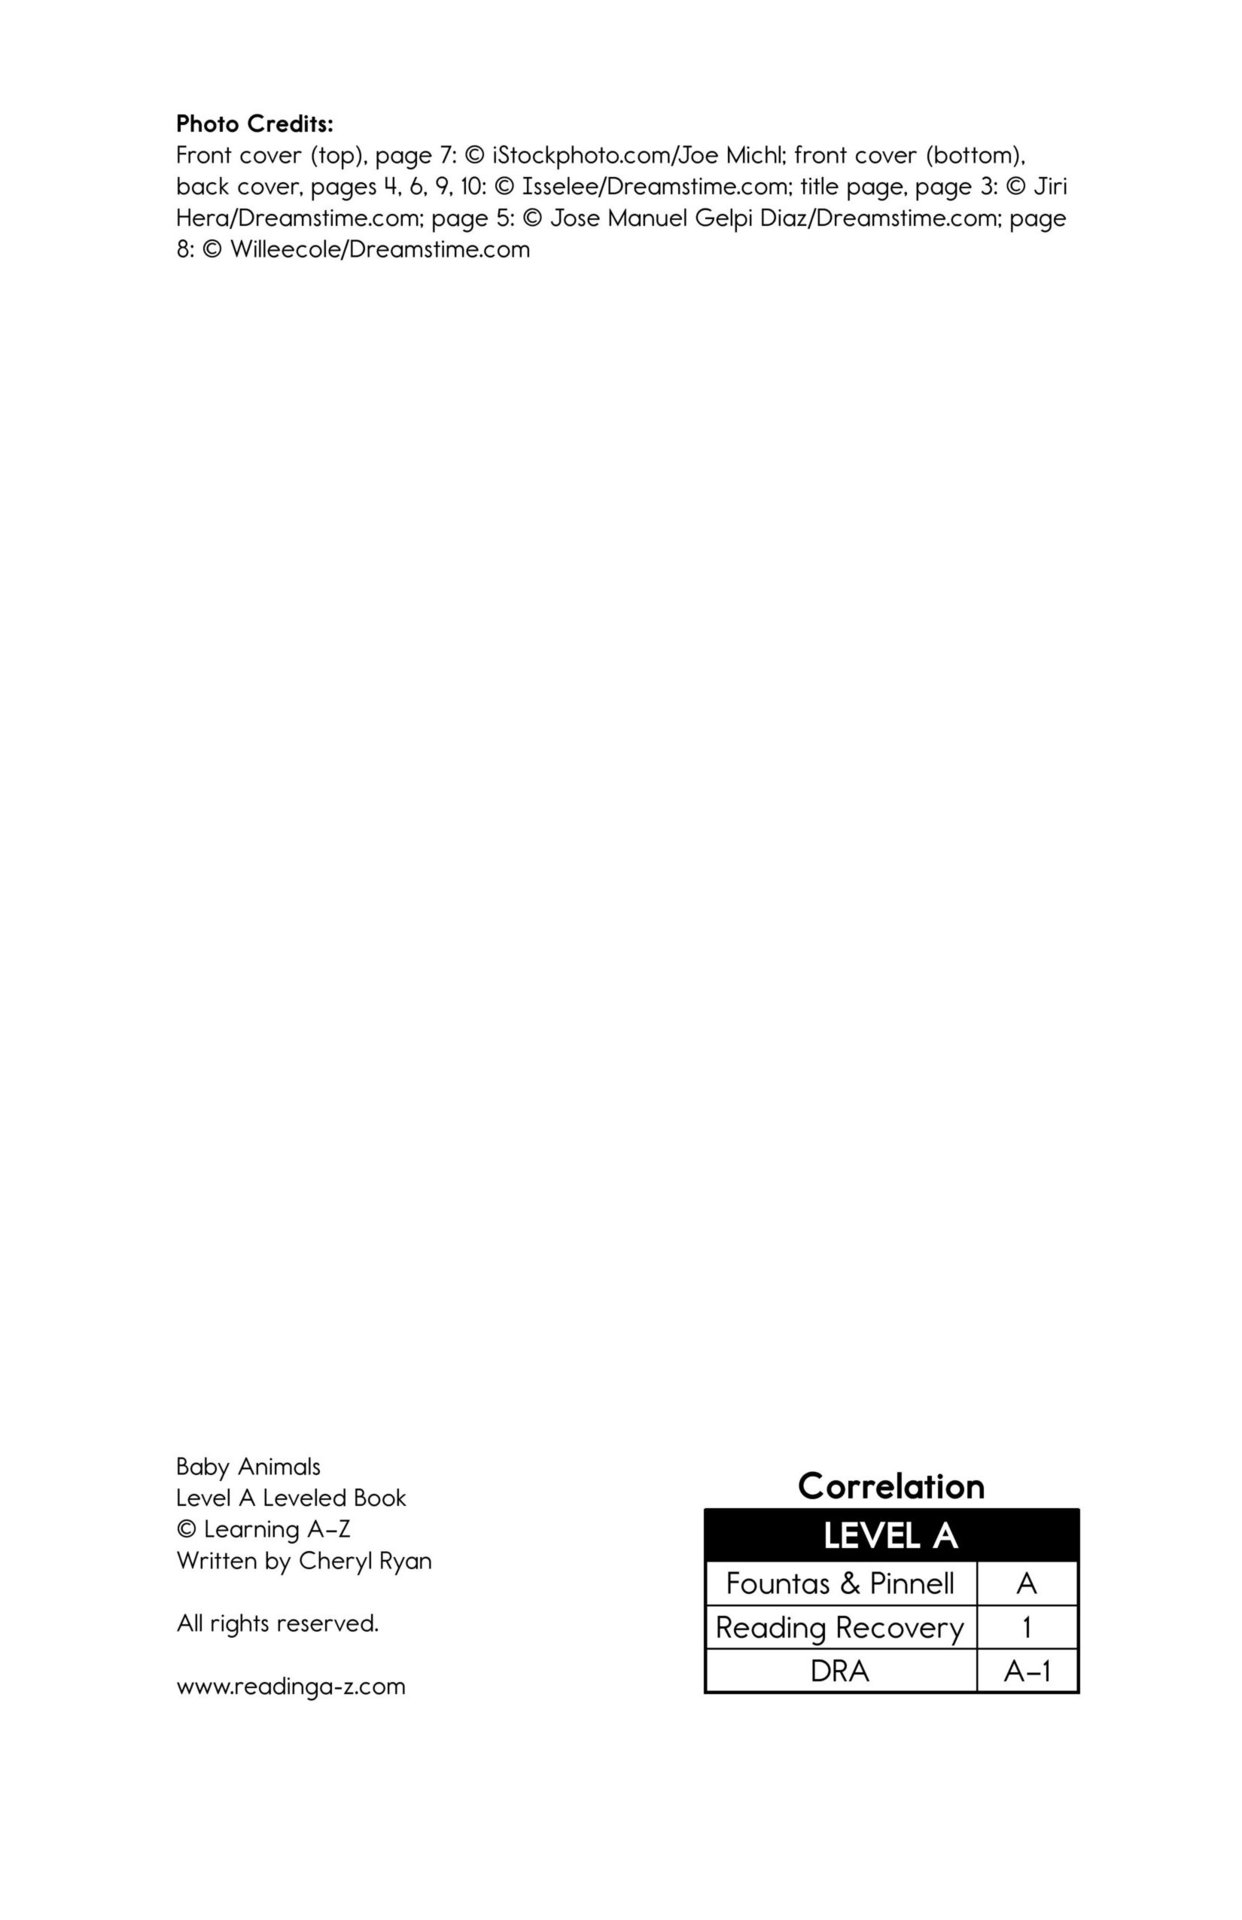 Photo Credits:
Front cover (top), page 7: © iStockphoto.com/Joe Michl; front cover (bottom),
back cover, pages 4, 6, 9, 10: © Isselee/Dreamstime.com; title page, page 3: © Jiri
Hera/Dreamstime.com; page 5: © Jose Manuel Gelpi Diaz/Dreamstime.com; page
8: © Willeecole/Dreamstime.com
Baby Animals
Level A Leveled Book
© Learning A–Z
Written by Cheryl Ryan
All rights reserved.
www.readinga-z.com
Correlation
LEVEL A
Fountas & Pinnell A
Reading Recovery 1
DRA A–1